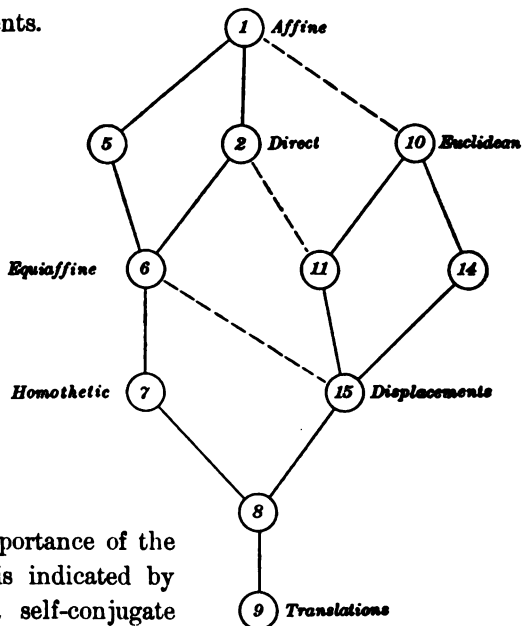 ents.
1 Affine
5 2 Direct 10 Euclidean
Equiaffine 6 11 14
Homothetic 7 15 Displacements
8
portance of the
is indicated by
self-conjugate
9 Translations